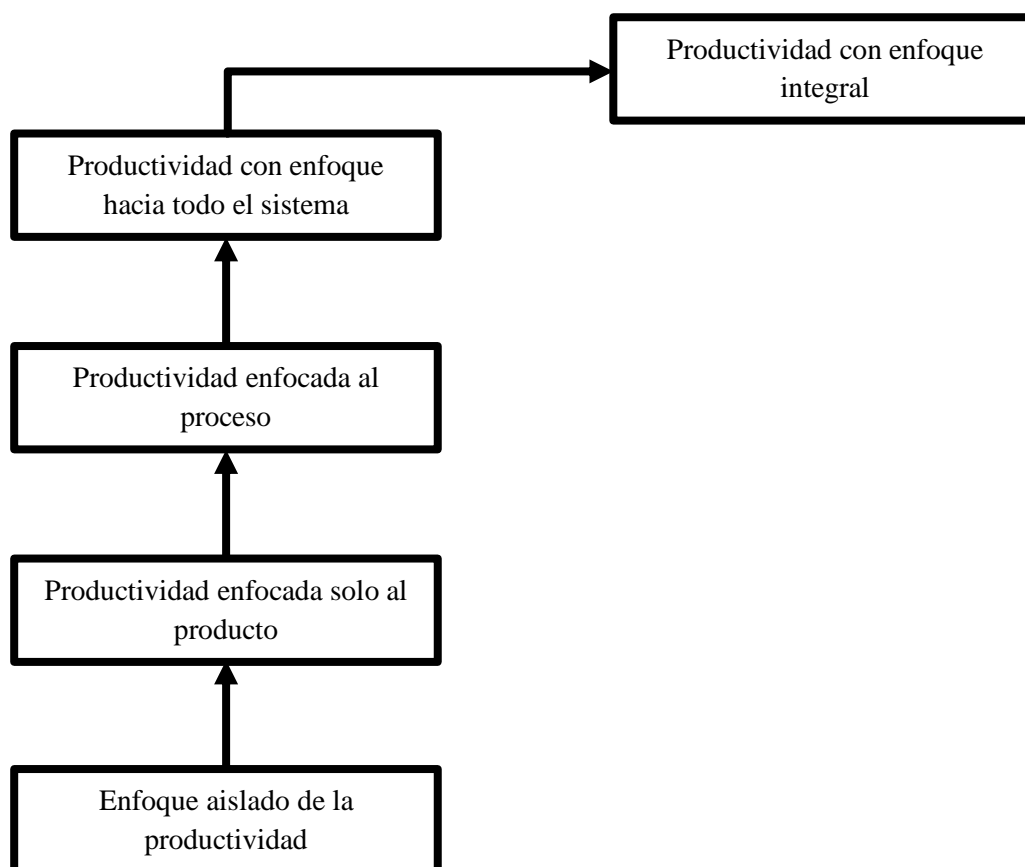 Productividad con enfoque
integral
Productividad con enfoque
hacia todo el sistema
Productividad enfocada al
proceso
Productividad enfocada solo al
producto
Enfoque aislado de la
productividad